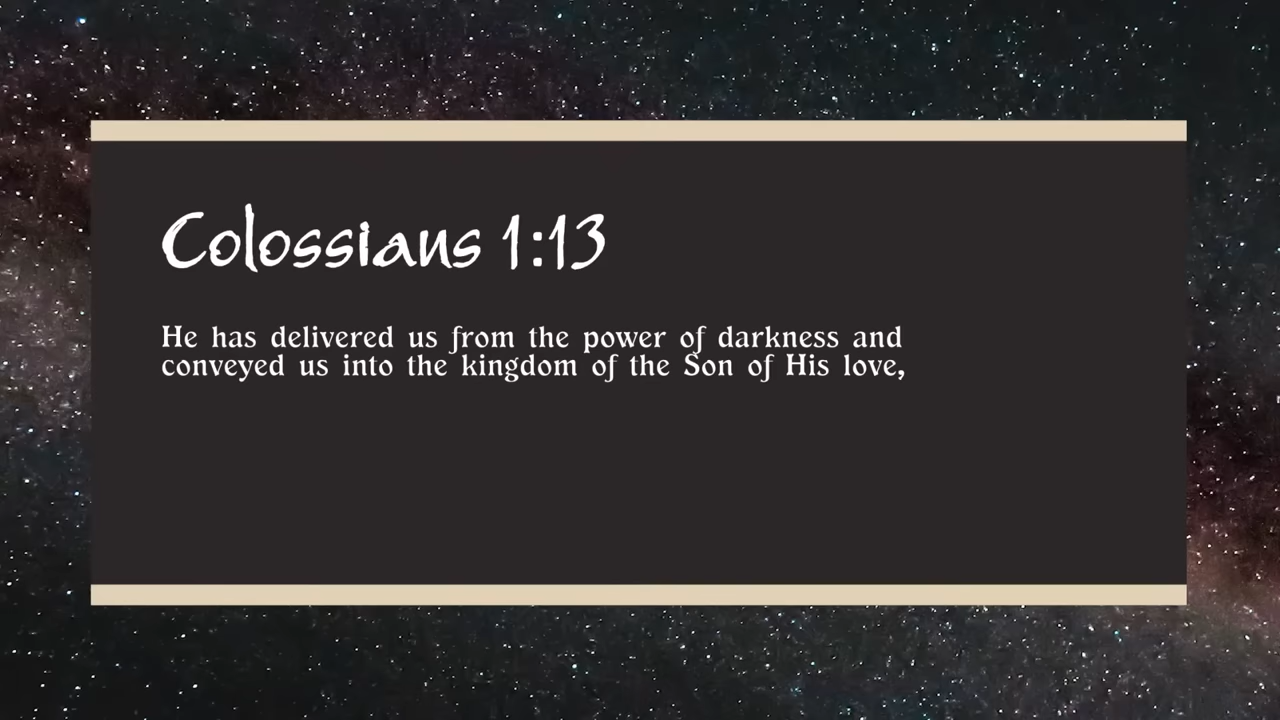 Colossians 1:13
He has delivered us from the power of darkness and
conveyed us into the kingdom of the Son of His love,